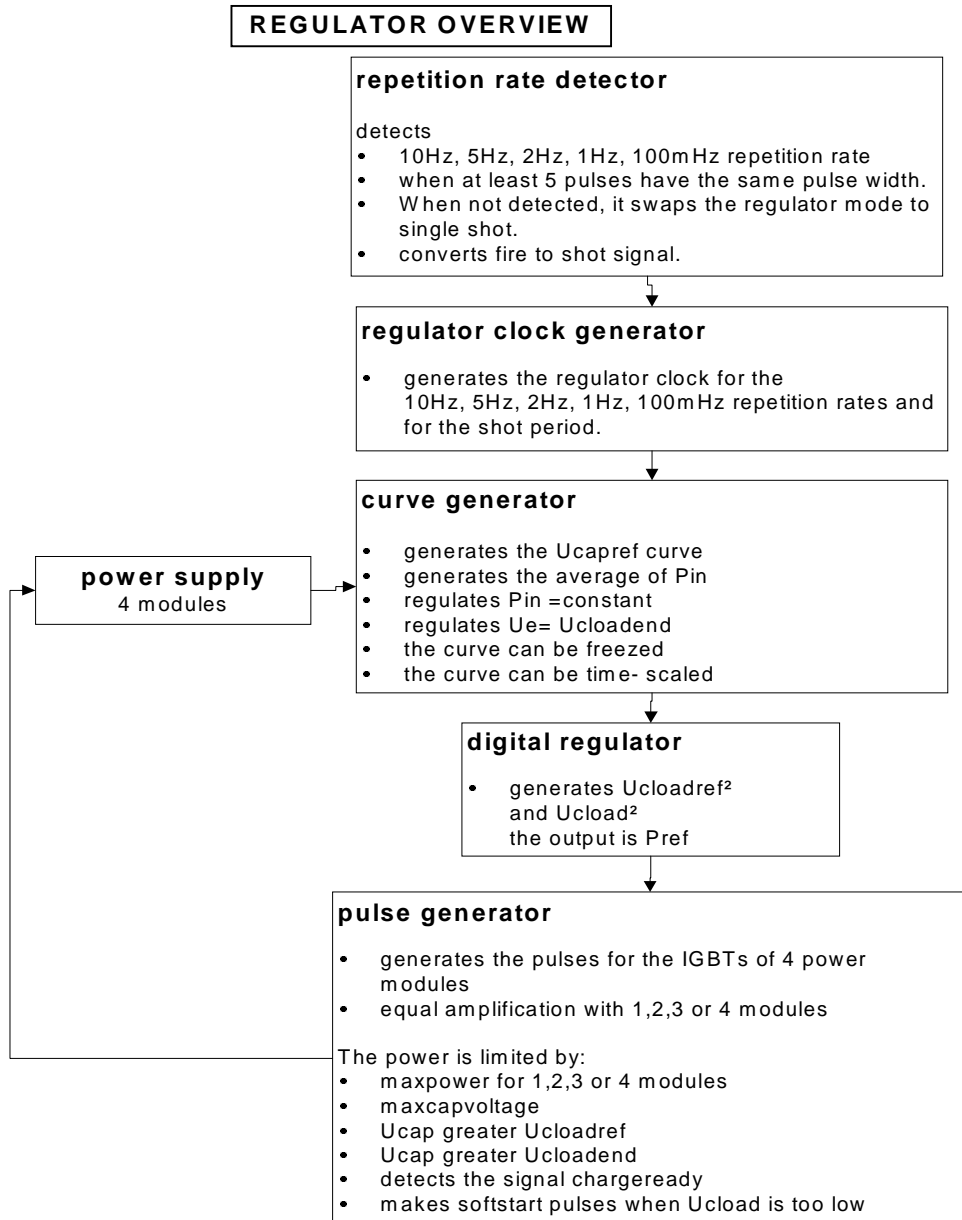 REGULATOR OVERVIEW
repetition rate detector
detects
• 10Hz, 5Hz, 2Hz, 1Hz, 100mHz repetition rate
• when at least 5 pulses have the same pulse width.
• When not detected, it swaps the regulator mode to
single shot.
• converts fire to shot signal.
regulator clock generator
• generates the regulator clock for the
10Hz, 5Hz, 2Hz, 1Hz, 100mHz repetition rates and
for the shot period.
curve generator
• generates the Ucapref curve
• generates the average of Pin
• regulates Pin =constant
• regulates Ue= Ucloadend
• the curve can be freezed
• the curve can be time- scaled
power supply
4 modules
digital regulator
• generates Ucloadref²
and Ucload²
the output is Pref
pulse generator
• generates the pulses for the IGBTs of 4 power
modules
• equal amplification with 1,2,3 or 4 modules
The power is limited by:
• maxpower for 1,2,3 or 4 modules
• maxcapvoltage
• Ucap greater Ucloadref
• Ucap greater Ucloadend
• detects the signal chargeready
• makes softstart pulses when Ucload is too low